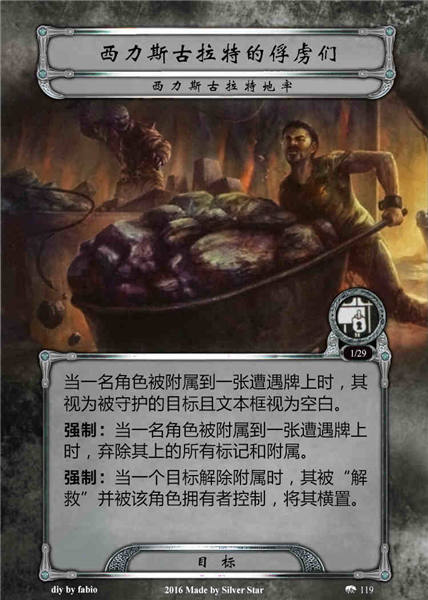 西力斯古拉特的俘虏们
西力斯古拉特地牢
1/29
当一名角色被附属到一张遭遇牌上时，其
视为被守护的目标且文本框视为空白。
强制：当一名角色被附属到一张遭遇牌上
时，弃除其上的所有标记和附属。
强制：当一个目标解除附属时，其被“解
救”并被该角色拥有者控制，将其横置。
目标
diy by fabio
2016 Made by Silver Star
119